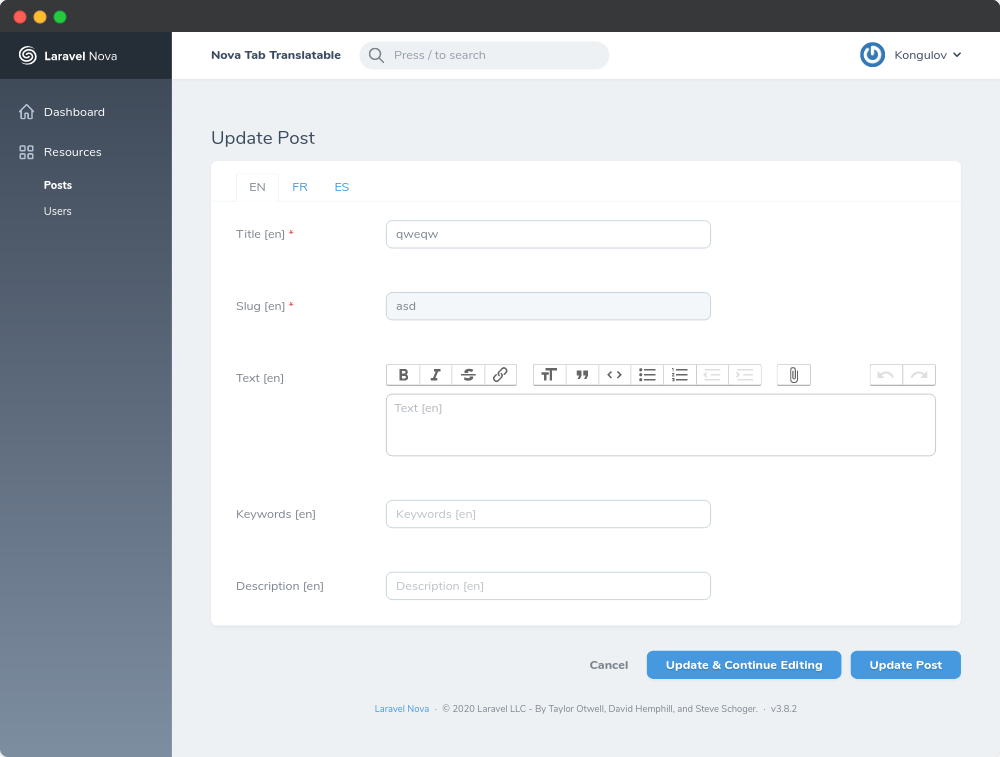 Laravel Nova
Nova Tab Translatable
Press / to search
Kongulov
Dashboard
Resources
Posts
Users
Update Post
EN FR ES
Title [en] *
qweqw
Slug [en] *
asd
Text [en]
Text [en]
Keywords [en]
Keywords [en]
Description [en]
Description [en]
Cancel
Update & Continue Editing
Update Post
Laravel Nova · © 2020 Laravel LLC - By Taylor Otwell, David Hemphill, and Steve Schoger. · v3.8.2